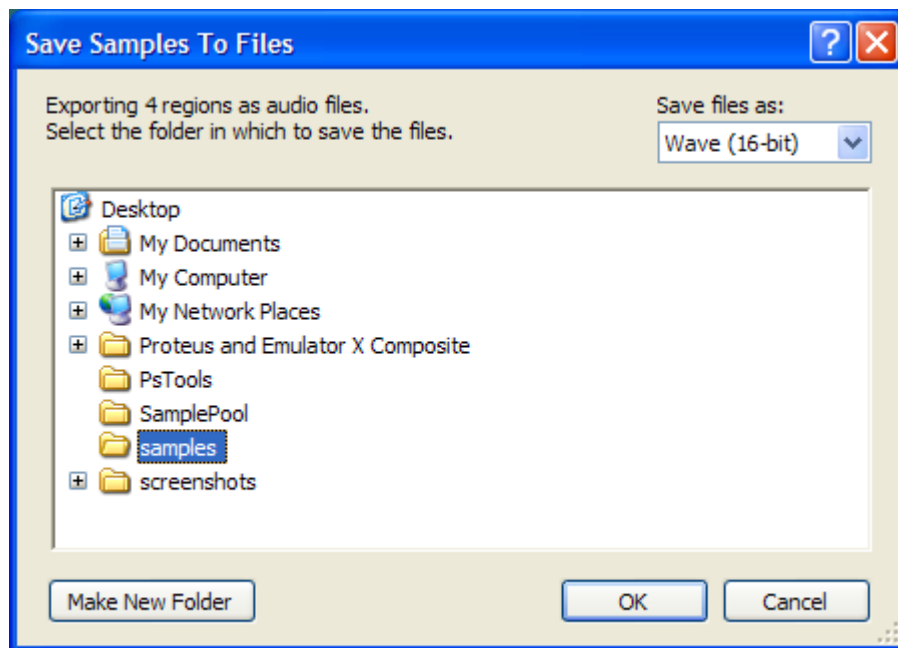 Save Samples To Files
Exporting 4 regions as audio files.
Select the folder in which to save the files.
Save files as:
Wave (16-bit)
Desktop
My Documents
My Computer
My Network Places
Proteus and Emulator X Composite
PsTools
SamplePool
samples
screenshots
Make New Folder
OK
Cancel